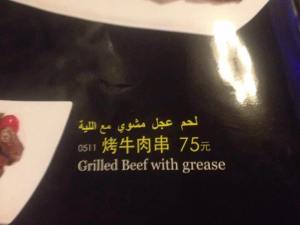 لحم عجل مشوي مع اللية
0511 烤牛肉串 75元
Grilled Beef with grease